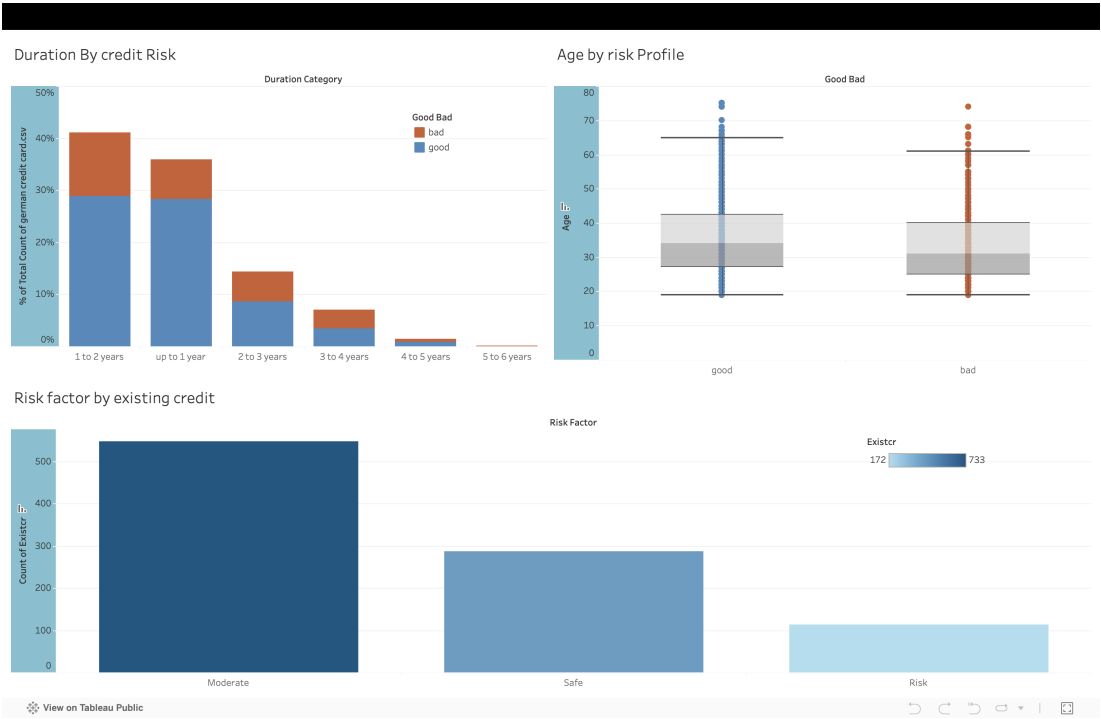 Duration By credit Risk
Duration Category
50%
40%
30%
20%
10%
0%
% of Total Count of german credit card.csv
Good Bad
bad
good
1 to 2 years
up to 1 year
2 to 3 years
3 to 4 years
4 to 5 years
5 to 6 years
Age by risk Profile
Good Bad
80
70
60
50
40
30
20
10
0
Age
good
bad
Risk factor by existing credit
Risk Factor
500
400
300
200
100
0
Count of Existcr
Existcr
172 733
Moderate
Safe
Risk
View on Tableau Public